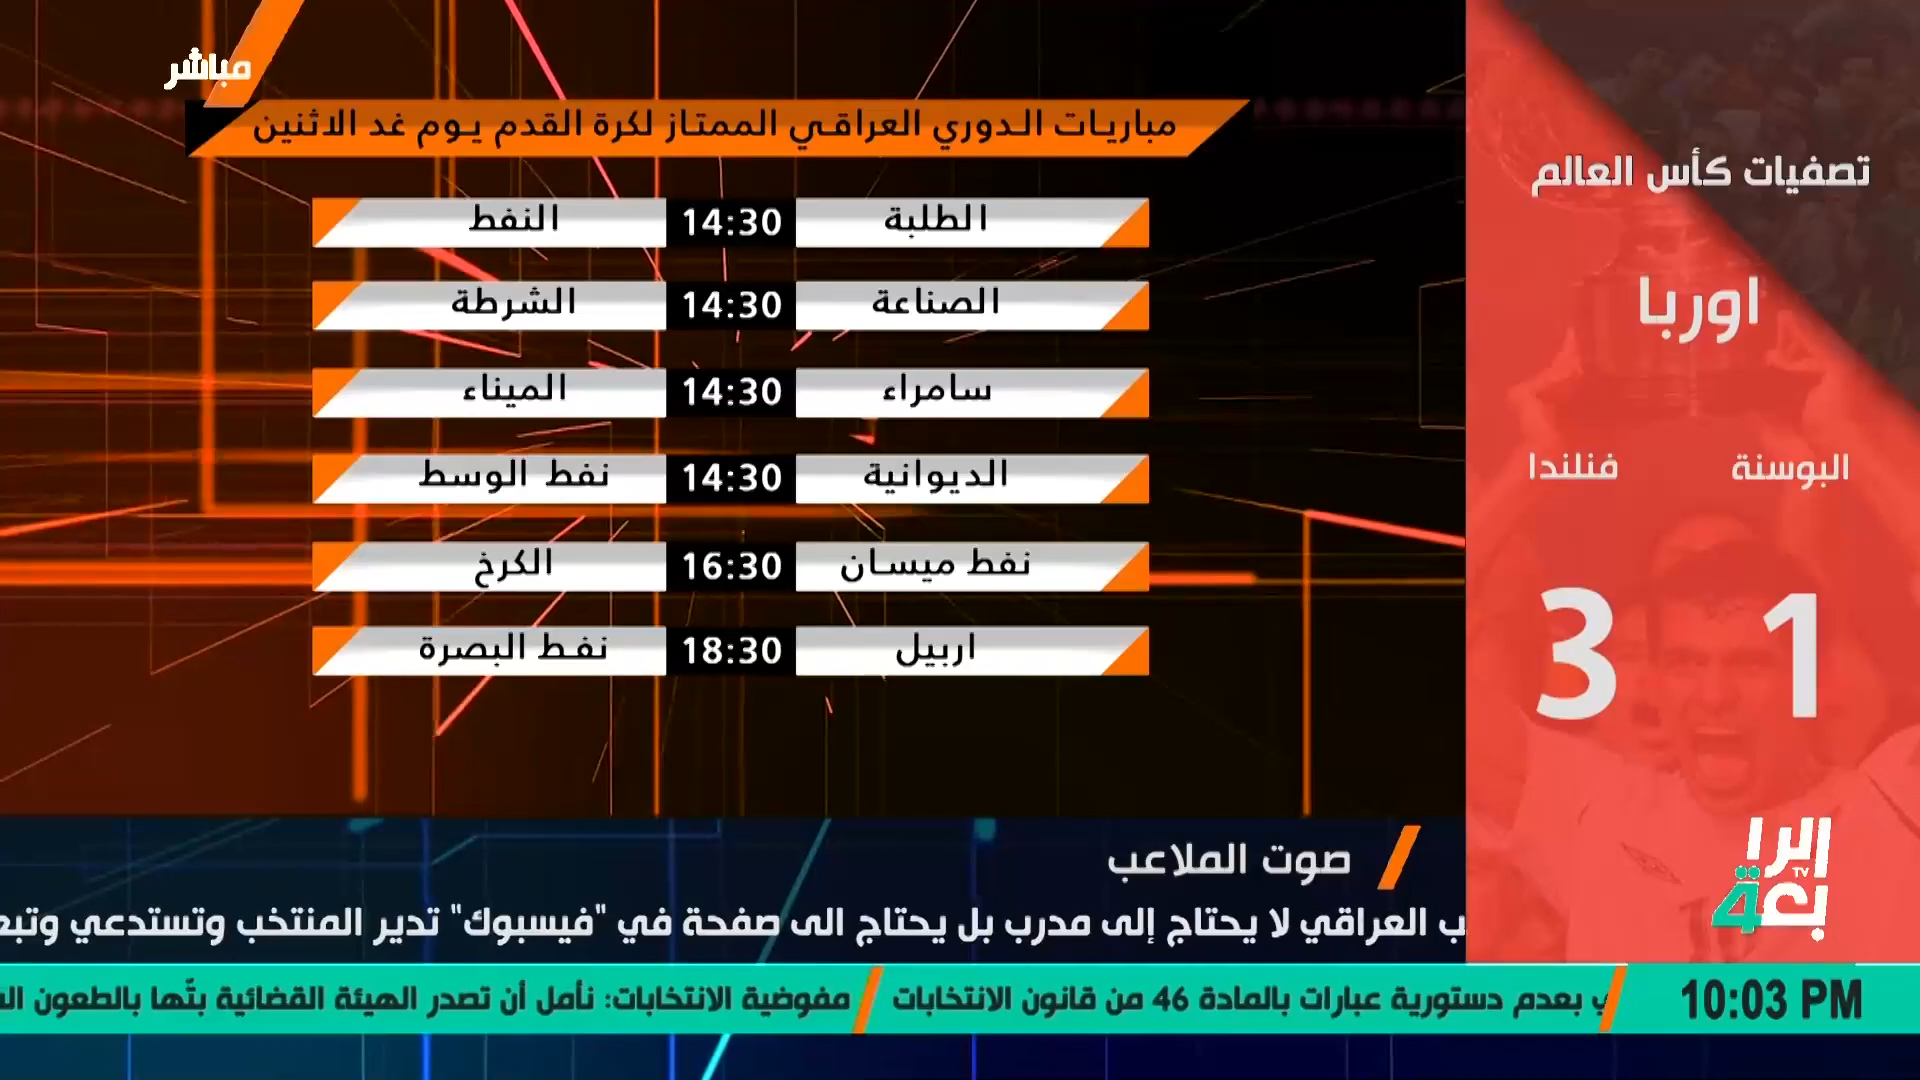 مباشر
مباريات الدوري العراقي الممتاز لكرة القدم يوم غد الاثنين
الطلبة 14:30 النفط
الصناعة 14:30 الشرطة
سامراء 14:30 الميناء
الديوانية 14:30 نفط الوسط
نفط ميسان 16:30 الكرخ
اربيل 18:30 نفط البصرة
تصفيات كأس العالم
اوربا
البوسنة فنلندا
1 3
الرابعة TV
صوت الملاعب
العراقي لا يحتاج إلى مدرب بل يحتاج الى صفحة في "فيسبوك" تدير المنتخب وتستدعي
10:03 PM
بعدم دستورية عبارات بالمادة 46 من قانون الانتخابات
مفوضية الانتخابات: نأمل أن تصدر الهيئة القضائية بتّها بالطعون